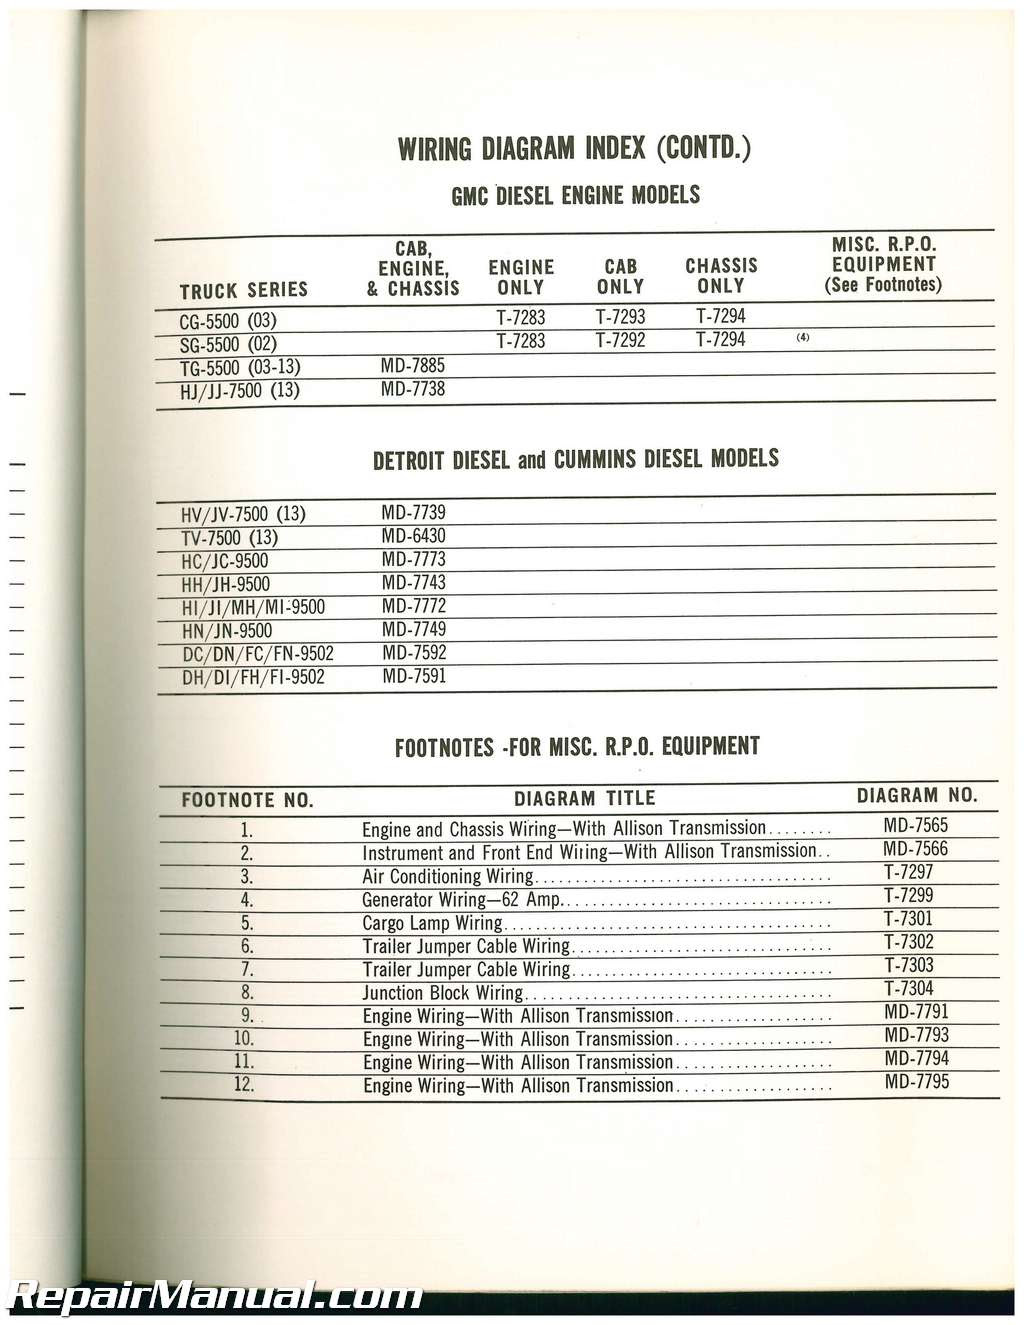 WIRING DIAGRAM INDEX (CONTD.)
GMC DIESEL ENGINE MODELS
TRUCK SERIES CAB, ENGINE, & CHASSIS ENGINE ONLY CAB ONLY CHASSIS ONLY MISC. R.P.O. EQUIPMENT (See Footnotes)
CG-5500 (03) T-7283 T-7293 T-7294
SG-5500 (02) T-7283 T-7292 T-7294 (4)
TG-5500 (03-13) MD-7885
HJ/JJ-7500 (13) MD-7738
DETROIT DIESEL and CUMMINS DIESEL MODELS
HV/JV-7500 (13) MD-7739
TV-7500 (13) MD-6430
HC/JC-9500 MD-7773
HH/JH-9500 MD-7743
HI/JI/MH/MI-9500 MD-7772
HN/JN-9500 MD-7749
DC/DN/FC/FN-9502 MD-7592
DH/DI/FH/FI-9502 MD-7591
FOOTNOTES -FOR MISC. R.P.O. EQUIPMENT
FOOTNOTE NO. DIAGRAM TITLE DIAGRAM NO.
1. Engine and Chassis Wiring—With Allison Transmission........ MD-7565
2. Instrument and Front End Wiring—With Allison Transmission.. MD-7566
3. Air Conditioning Wiring..................................... T-7297
4. Generator Wiring—62 Amp.................................. T-7299
5. Cargo Lamp Wiring......................................... T-7301
6. Trailer Jumper Cable Wiring................................ T-7302
7. Trailer Jumper Cable Wiring................................ T-7303
8. Junction Block Wiring...................................... T-7304
9. Engine Wiring—With Allison Transmission.................... MD-7791
10. Engine Wiring—With Allison Transmission.................... MD-7793
11. Engine Wiring—With Allison Transmission.................... MD-7794
12. Engine Wiring—With Allison Transmission.................... MD-7795
RepairManual.com